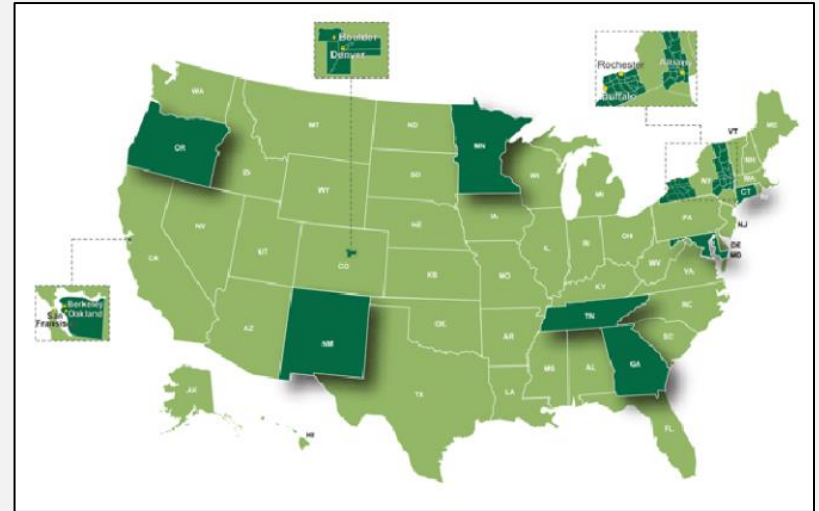 Boulder
Denver
Rochester
Albany
Buffalo
WA
MT
ND
MN
VT
ME
OR
ID
SD
WI
NH
MA
NY
CT
RI
WY
MI
IA
PA
NJ
NV
NE
IL
IN
OH
DE
MD
UT
CO
WV
VA
CA
KS
MO
KY
Berkeley
San
Oakland
NC
TN
AZ
NM
OK
AR
SC
MS
AL
GA
TX
LA
AK
HI
FL